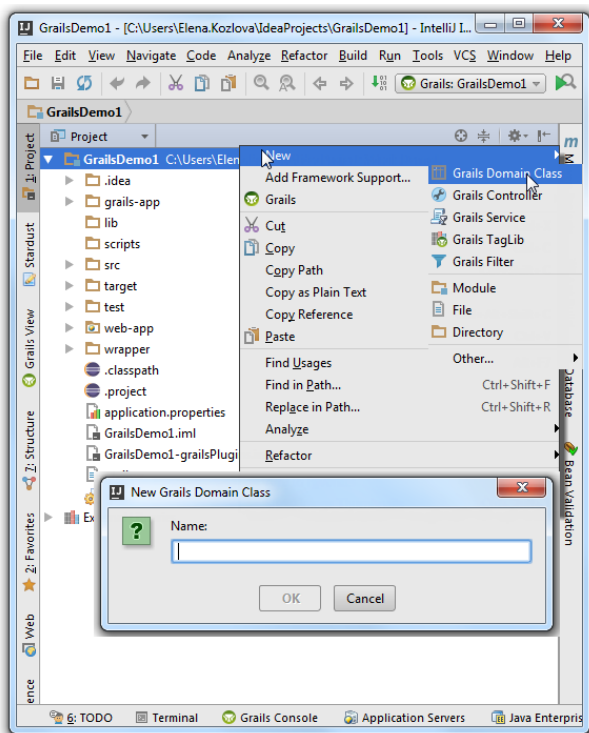 GrailsDemo1 - [C:\Users\Elena.Kozlova\IdeaProjects\GrailsDemo1] - IntelliJ I...
File Edit View Navigate Code Analyze Refactor Build Run Tools VCS Window Help
Grails: GrailsDemo1
GrailsDemo1
1: Project
Stardust
Grails View
7: Structure
2: Favorites
Web
Project
GrailsDemo1 C:\Users\Elen
.idea
grails-app
lib
scripts
src
target
test
web-app
wrapper
.classpath
.project
application.properties
GrailsDemo1.iml
GrailsDemo1-grailsPlugi
Ex
New
Add Framework Support...
Grails
Cut
Copy
Copy Path
Copy as Plain Text
Copy Reference
Paste
Find Usages
Find in Path... Ctrl+Shift+F
Replace in Path... Ctrl+Shift+R
Analyze
Refactor
Grails Domain Class
Grails Controller
Grails Service
Grails TagLib
Grails Filter
Module
File
Directory
Other...
m
Database
Bean Validation
New Grails Domain Class
Name:
OK Cancel
6: TODO Terminal Grails Console Application Servers Java Enterpris